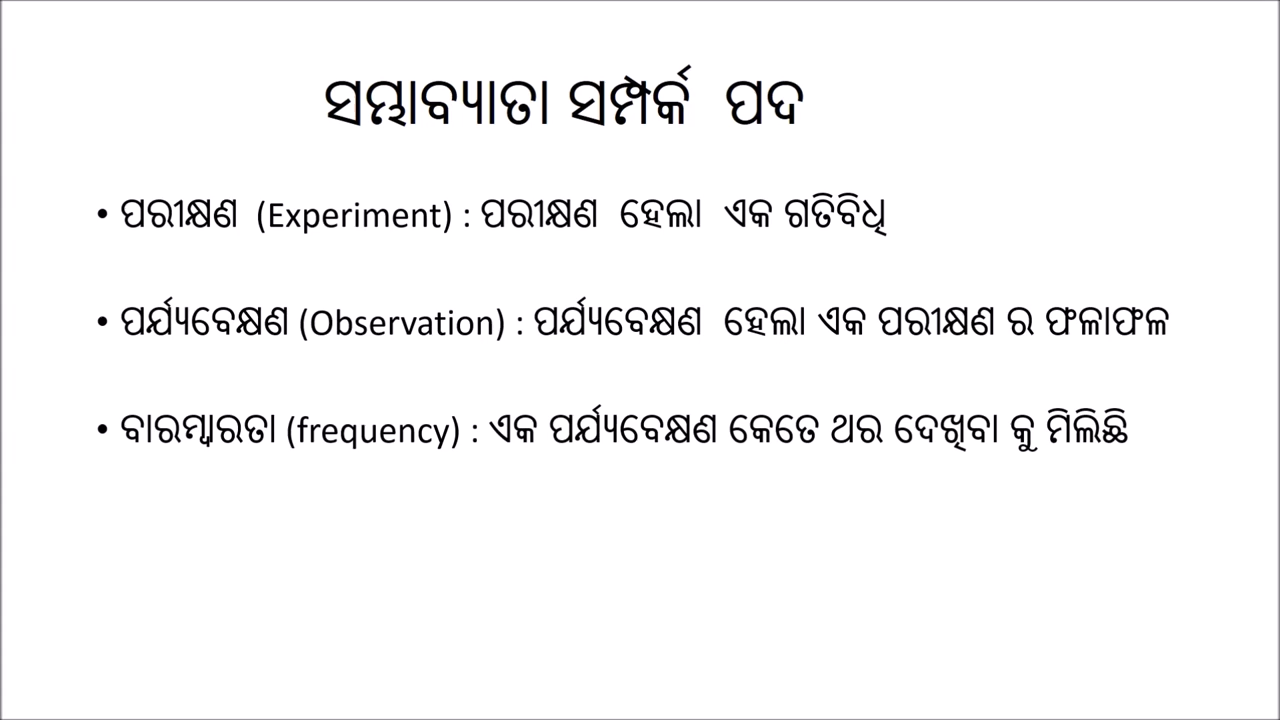 ସମ୍ଭାବ୍ୟାତା ସମ୍ପର୍କ ପଦ
• ପରୀକ୍ଷଣ (Experiment) : ପରୀକ୍ଷଣ ହେଲା ଏକ ଗତିବିଧି
• ପର୍ଯ୍ୟବେକ୍ଷଣ (Observation) : ପର୍ଯ୍ୟବେକ୍ଷଣ ହେଲା ଏକ ପରୀକ୍ଷଣ ର ଫଳାଫଳ
• ବାରମ୍ବାରତା (frequency) : ଏକ ପର୍ଯ୍ୟବେକ୍ଷଣ କେତେ ଥର ଦେଖିବା କୁ ମିଲିଛି